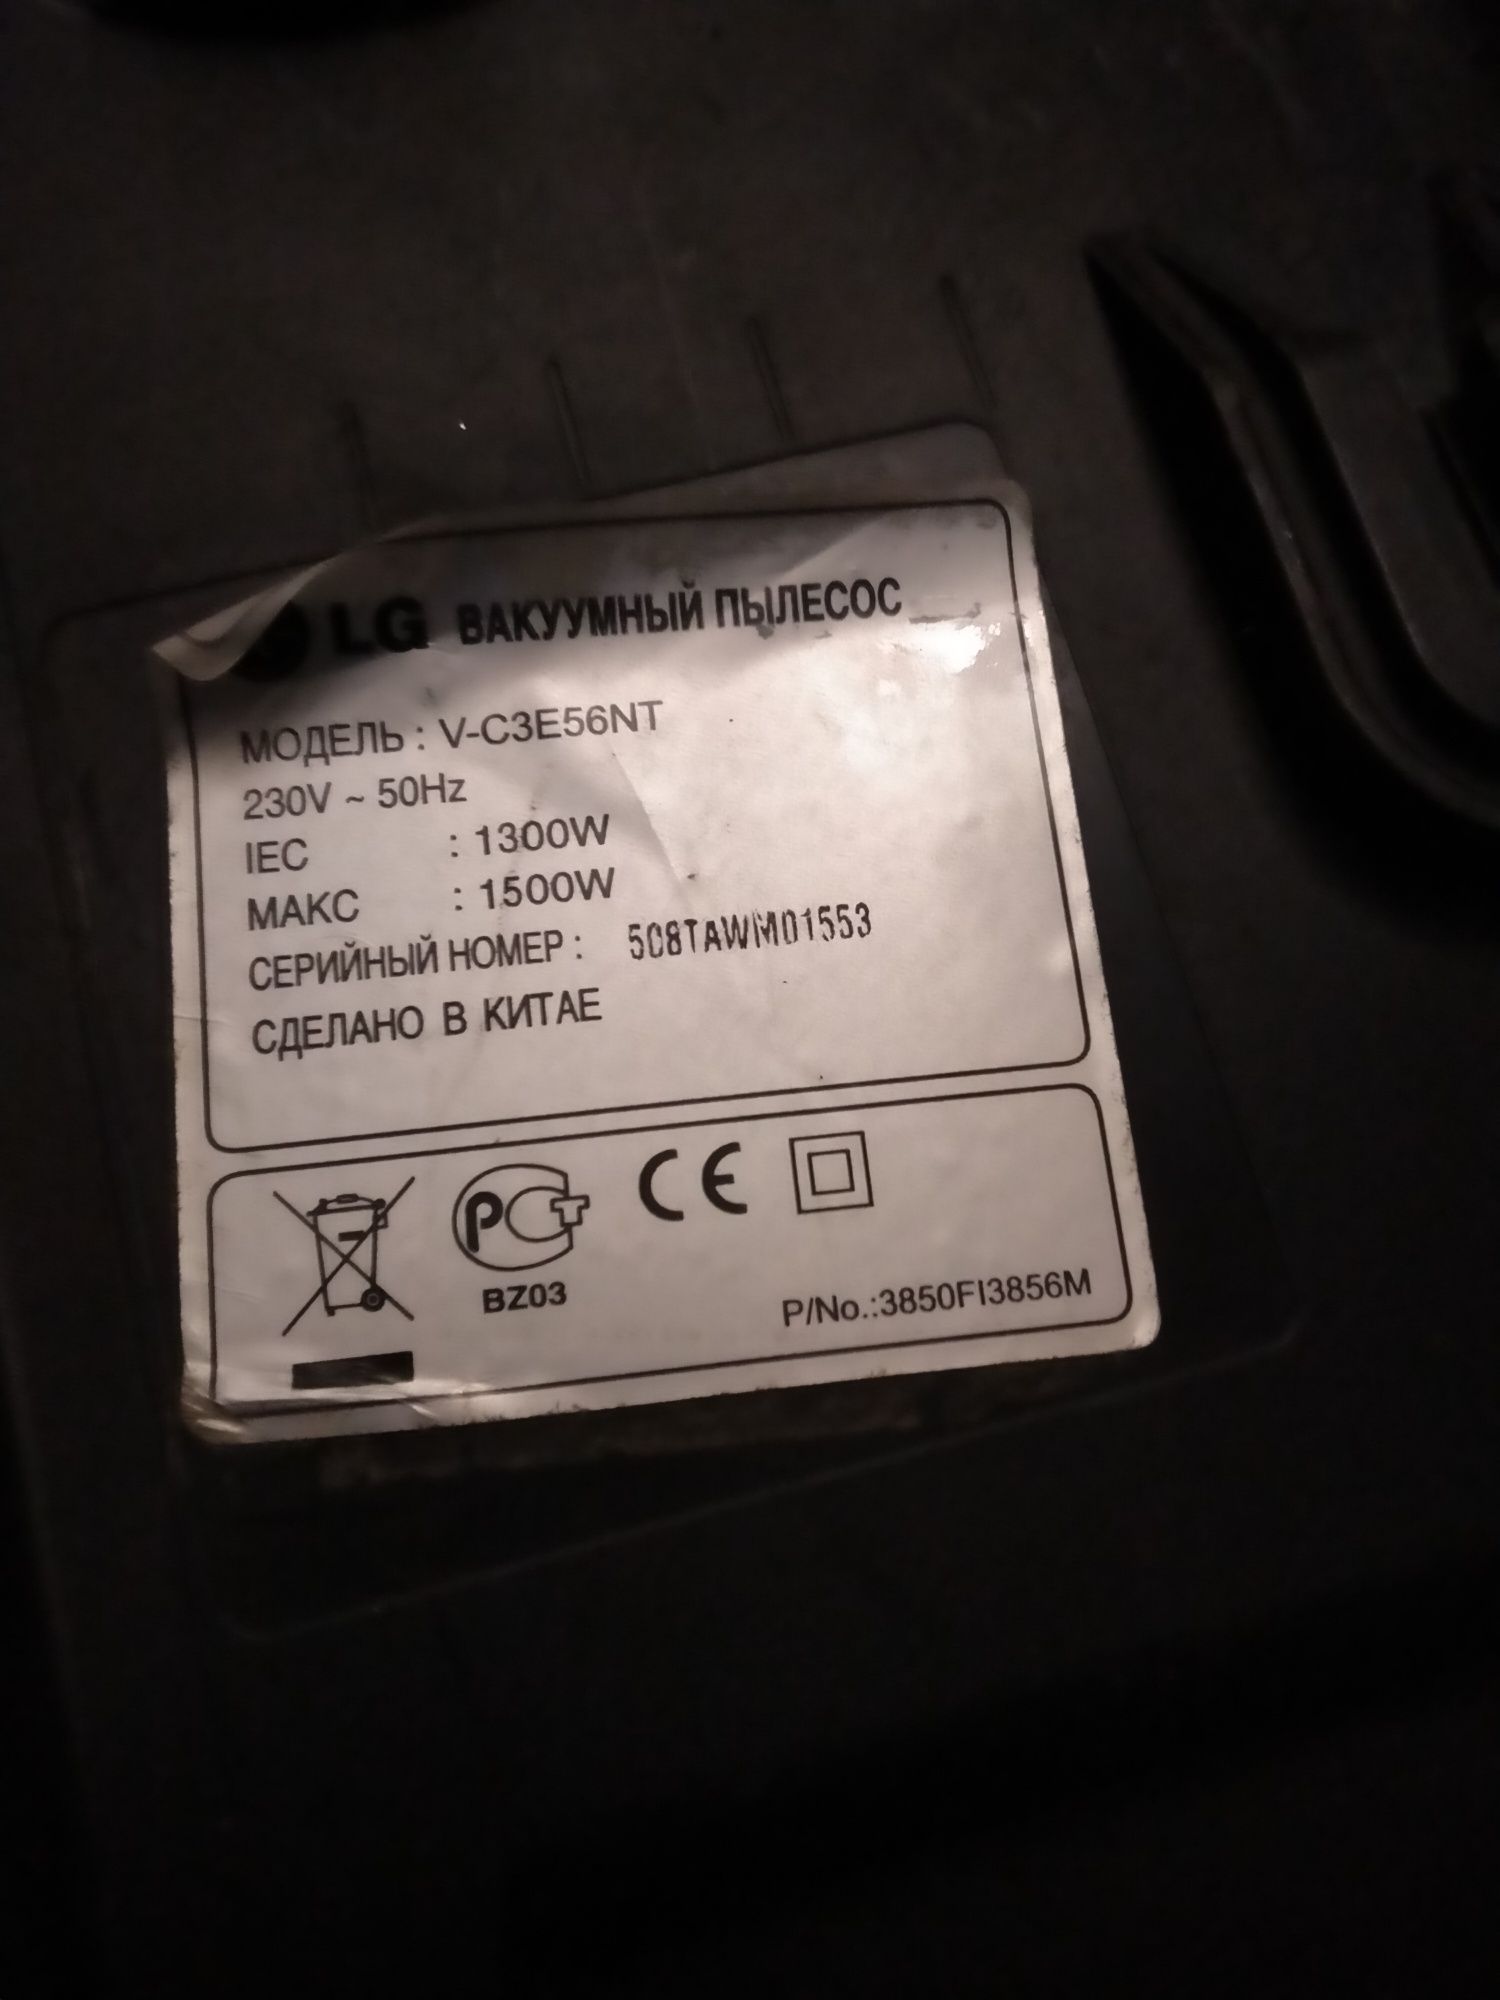 LG ВАКУУМНЫЙ ПЫЛЕСОС
МОДЕЛЬ : V-C3E56NT
230V ~ 50Hz
IEC : 1300W
МАКС : 1500W
СЕРИЙНЫЙ НОМЕР : 508TAWM01553
СДЕЛАНО В КИТАЕ
РСТ CE
BZ03
P/No.:3850FI3856M